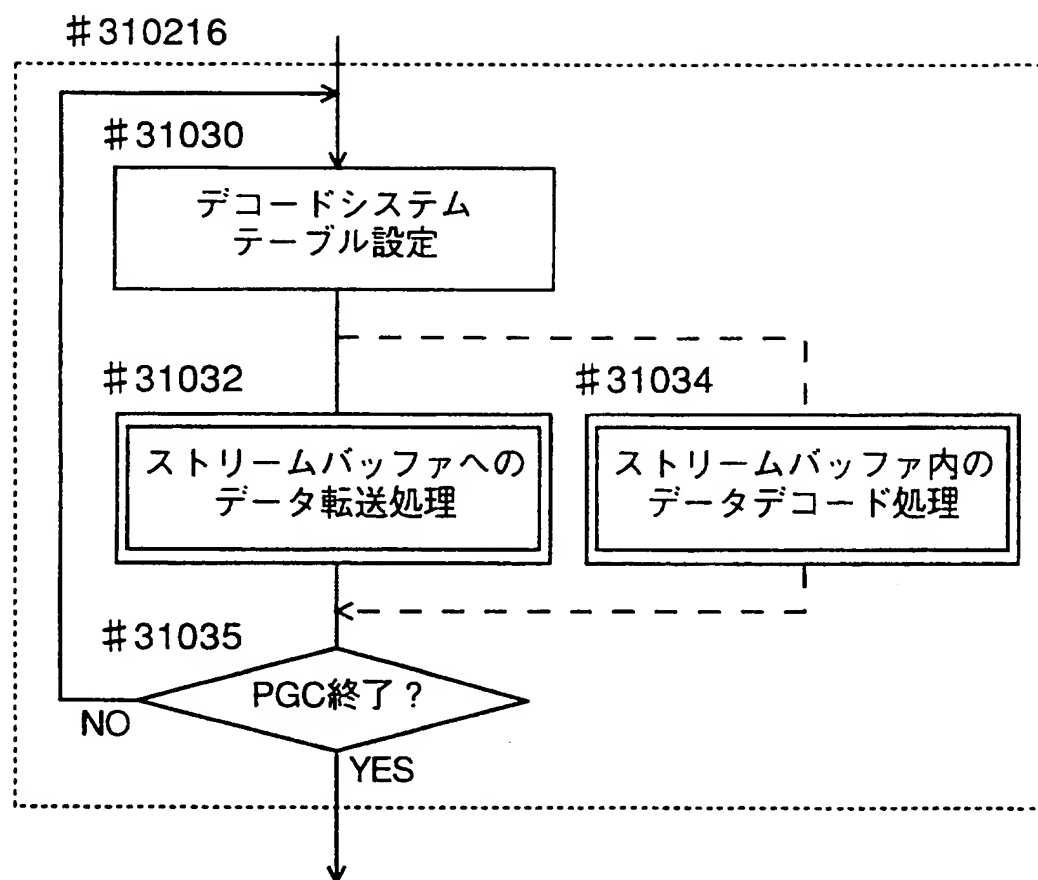 #310216
#31030
デコードシステム
テーブル設定
#31032
#31034
ストリームバッファへの
データ転送処理
ストリームバッファ内の
データデコード処理
#31035
PGC終了？
NO
YES